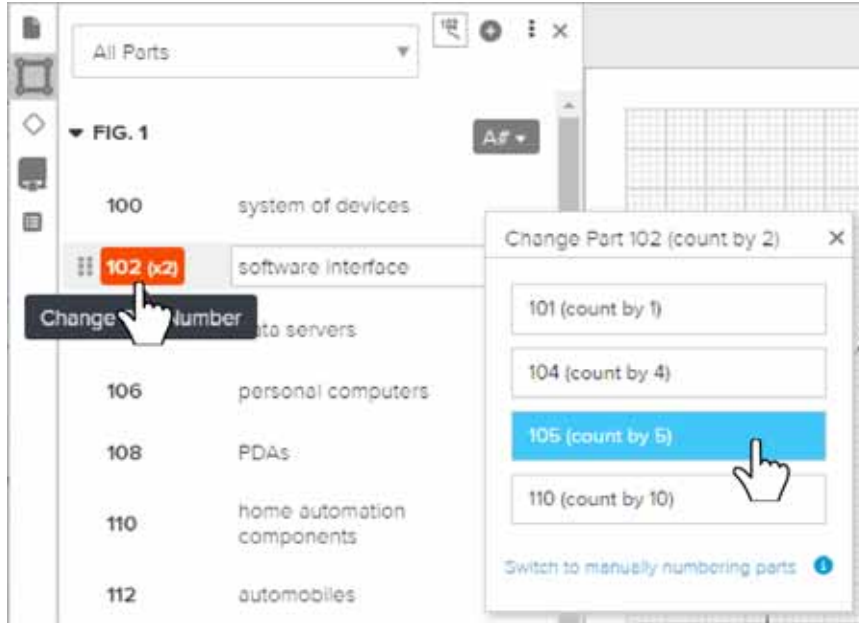 All Parts
102
FIG. 1
A#
100 system of devices
102 (x2) software interface
Change Number
data servers
106 personal computers
108 PDAs
110 home automation
components
112 automobiles
Change Part 102 (count by 2)
101 (count by 1)
104 (count by 4)
105 (count by 5)
110 (count by 10)
Switch to manually numbering parts